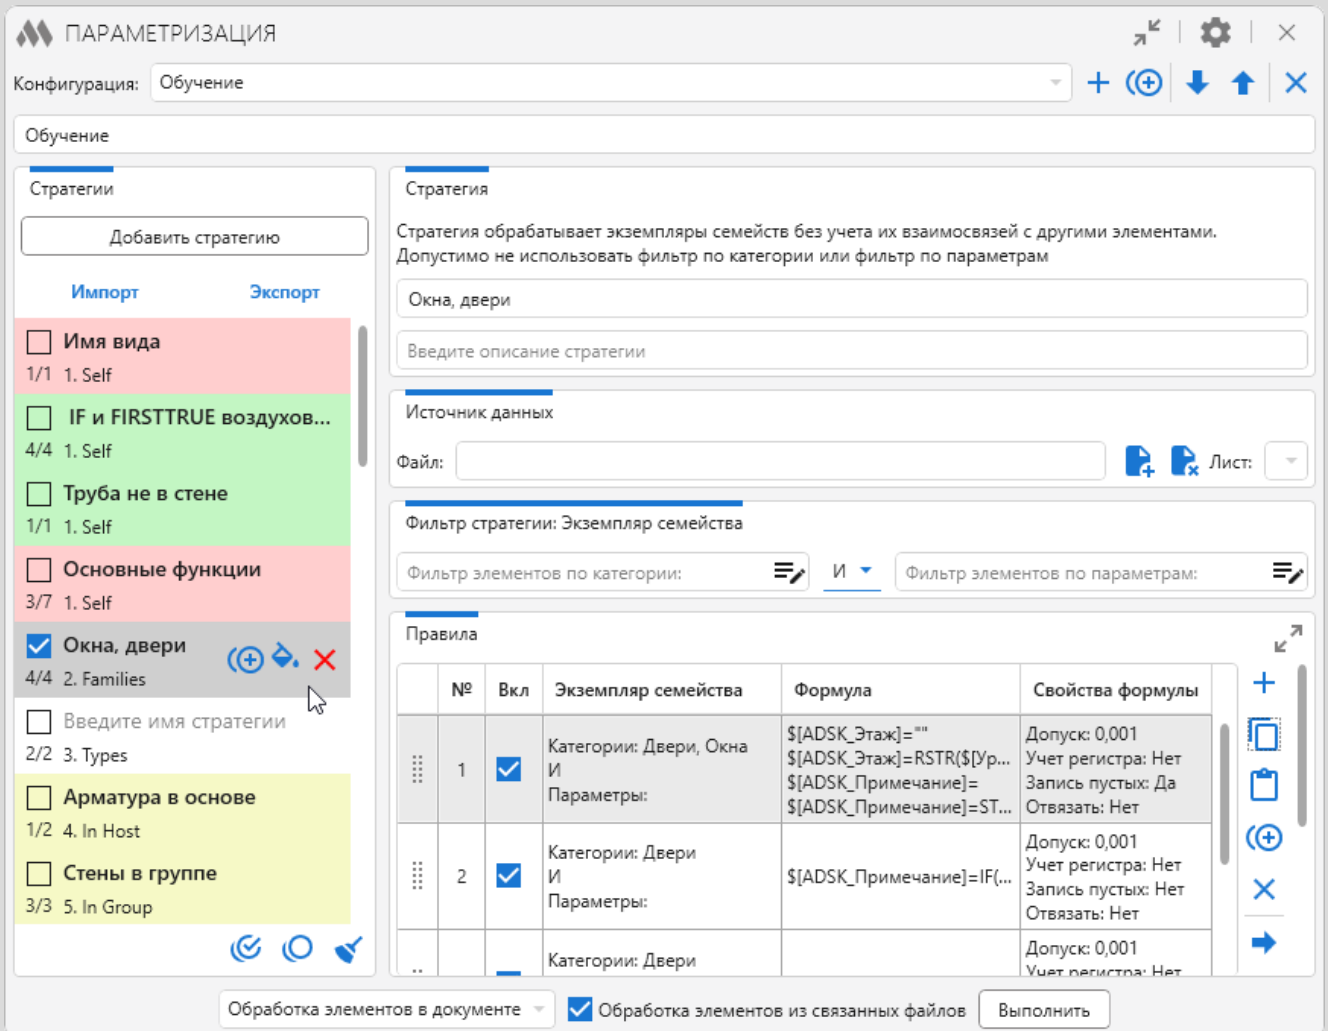 ПАРАМЕТРИЗАЦИЯ
Конфигурация: Обучение
Обучение
Стратегии
Добавить стратегию
Импорт Экспорт
Имя вида
1/1 1. Self
IF и FIRSTTRUE воздухов...
4/4 1. Self
Труба не в стене
1/1 1. Self
Основные функции
3/7 1. Self
Окна, двери
4/4 2. Families
Введите имя стратегии
2/2 3. Types
Арматура в основе
1/2 4. In Host
Стены в группе
3/3 5. In Group
Стратегия
Стратегия обрабатывает экземпляры семейств без учета их взаимосвязей с другими элементами.
Допустимо не использовать фильтр по категории или фильтр по параметрам
Окна, двери
Введите описание стратегии
Источник данных
Файл: Лист:
Фильтр стратегии: Экземпляр семейства
Фильтр элементов по категории: И Фильтр элементов по параметрам:
Правила
№ Вкл Экземпляр семейства Формула Свойства формулы
1
Категории: Двери, Окна
И
Параметры:
$[ADSK_Этаж]=""
$[ADSK_Этаж]=RSTR($[Ур...
$[ADSK_Примечание]=
$[ADSK_Примечание]=ST...
Допуск: 0,001
Учет регистра: Нет
Запись пустых: Да
Отвязать: Нет
2
Категории: Двери
И
Параметры:
$[ADSK_Примечание]=IF(...
Допуск: 0,001
Учет регистра: Нет
Запись пустых: Нет
Отвязать: Нет
Категории: Двери
Допуск: 0,001
Учет регистра: Нет
Обработка элементов в документе Обработка элементов из связанных файлов Выполнить